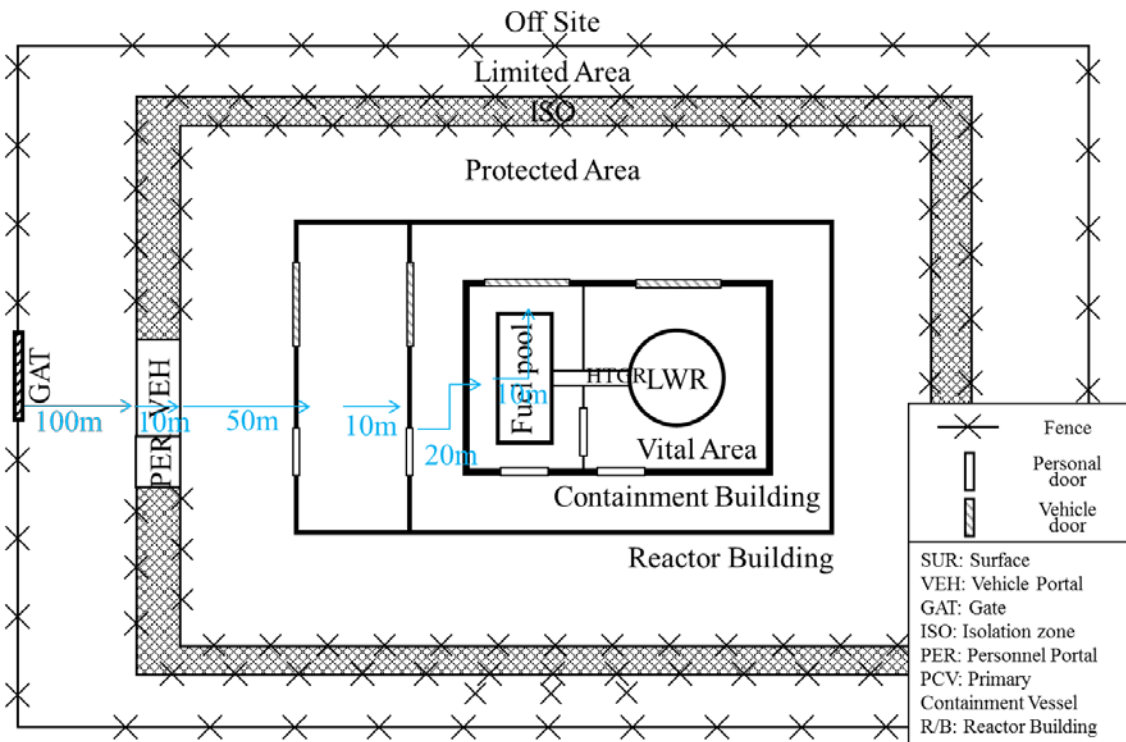 Off Site
Limited Area
ISO
Protected Area
GAT
VEH
PER
100m
10m
50m
10m
20m
10m
Fuel pool
HTGR
LWR
Vital Area
Containment Building
Reactor Building
Fence
Personal
door
Vehicle
door
SUR: Surface
VEH: Vehicle Portal
GAT: Gate
ISO: Isolation zone
PER: Personnel Portal
PCV: Primary
Containment Vessel
R/B: Reactor Building